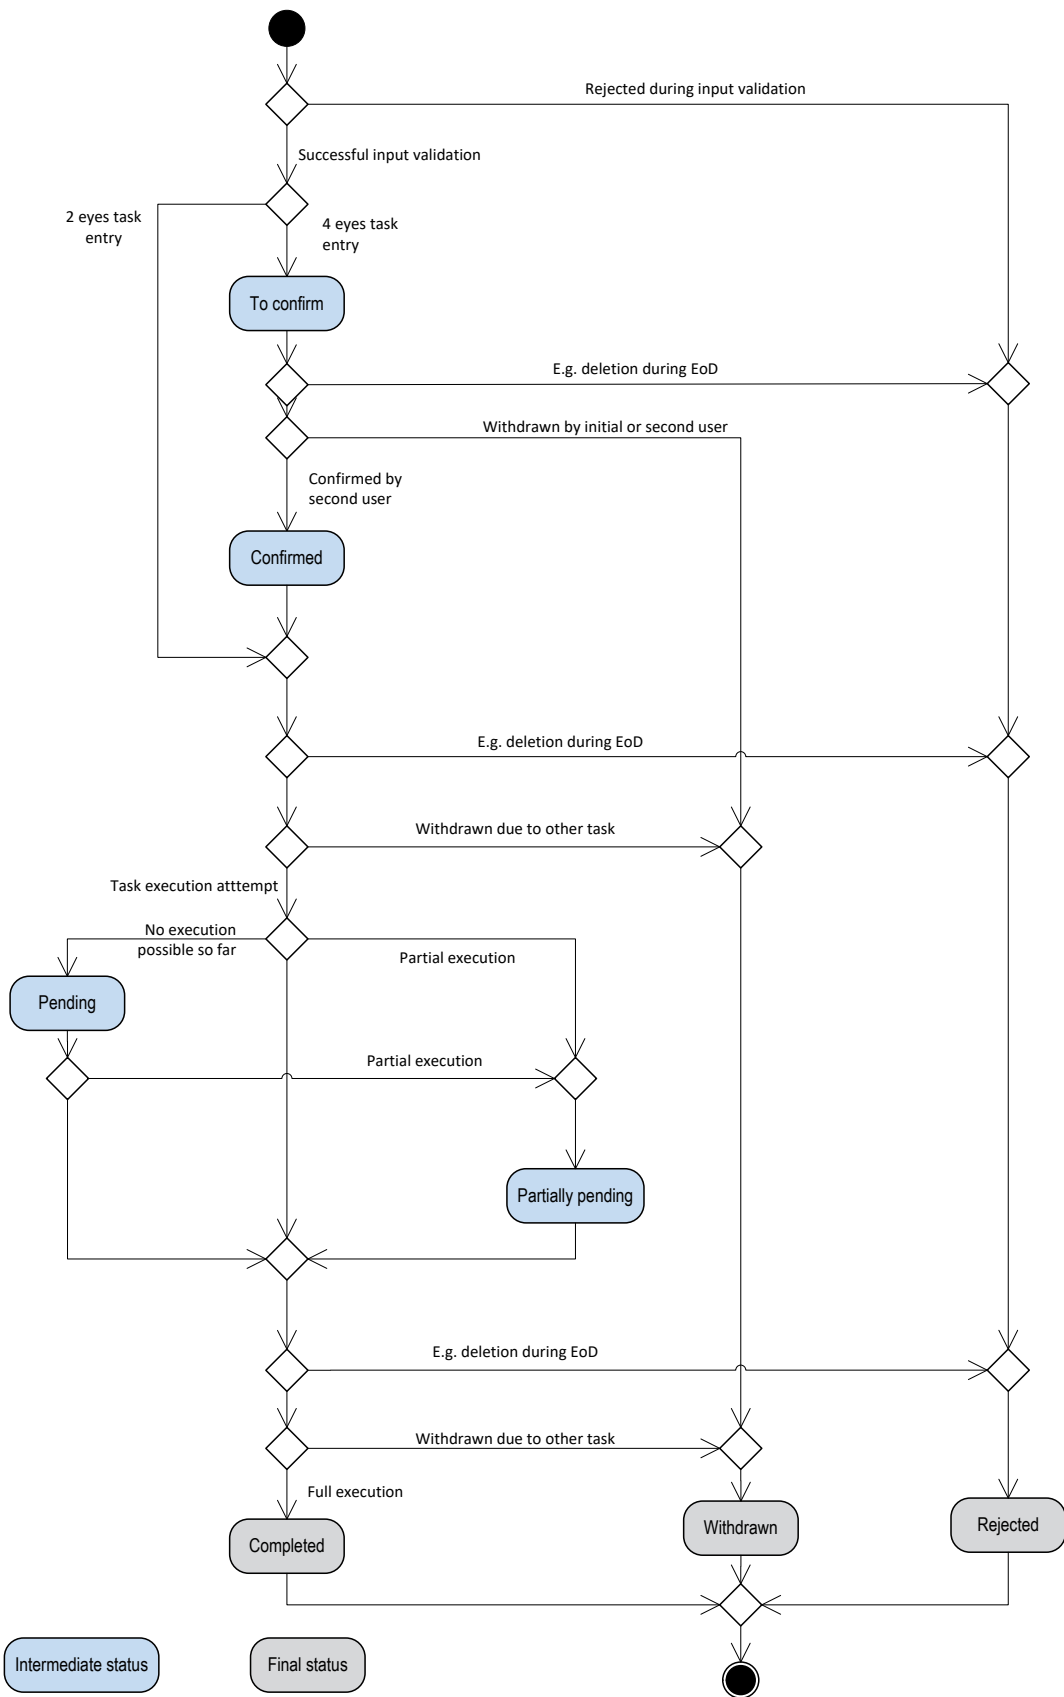 Rejected during input validation
Successful input validation
2 eyes task
entry
4 eyes task
entry
To confirm
E.g. deletion during EoD
Withdrawn by initial or second user
Confirmed by
second user
Confirmed
E.g. deletion during EoD
Withdrawn due to other task
Task execution atttempt
No execution
possible so far
Partial execution
Pending
Partial execution
Partially pending
E.g. deletion during EoD
Withdrawn due to other task
Full execution
Completed
Withdrawn
Rejected
Intermediate status
Final status